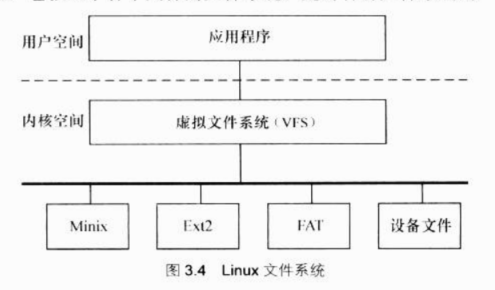 用户空间
应用程序
内核空间
虚拟文件系统（VFS）
Minix
Ext2
FAT
设备文件
图 3.4 Linux 文件系统